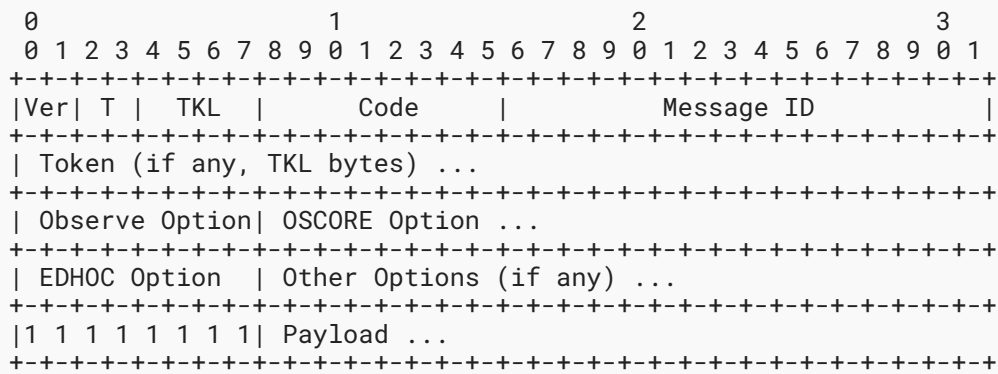 0                   1                   2                   3
 0 1 2 3 4 5 6 7 8 9 0 1 2 3 4 5 6 7 8 9 0 1 2 3 4 5 6 7 8 9 0 1
+-+-+-+-+-+-+-+-+-+-+-+-+-+-+-+-+-+-+-+-+-+-+-+-+-+-+-+-+-+-+-+-+
|Ver| T |  TKL  |      Code     |          Message ID           |
+-+-+-+-+-+-+-+-+-+-+-+-+-+-+-+-+-+-+-+-+-+-+-+-+-+-+-+-+-+-+-+-+
| Token (if any, TKL bytes) ...
+-+-+-+-+-+-+-+-+-+-+-+-+-+-+-+-+-+-+-+-+-+-+-+-+-+-+-+-+-+-+-+-+
| Observe Option| OSCORE Option ...
+-+-+-+-+-+-+-+-+-+-+-+-+-+-+-+-+-+-+-+-+-+-+-+-+-+-+-+-+-+-+-+-+
| EDHOC Option  | Other Options (if any) ...
+-+-+-+-+-+-+-+-+-+-+-+-+-+-+-+-+-+-+-+-+-+-+-+-+-+-+-+-+-+-+-+-+
|1 1 1 1 1 1 1 1| Payload ...
+-+-+-+-+-+-+-+-+-+-+-+-+-+-+-+-+-+-+-+-+-+-+-+-+-+-+-+-+-+-+-+-+